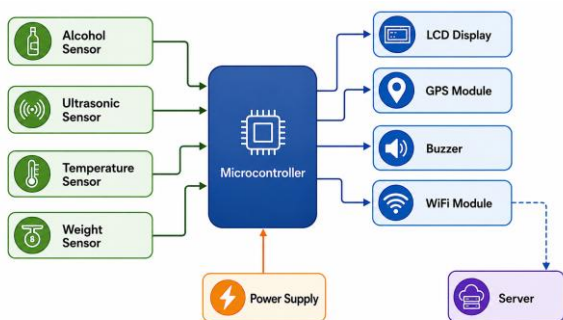 Alcohol
Sensor
Ultrasonic
Sensor
Temperature
Sensor
Weight
Sensor
Microcontroller
Power Supply
LCD Display
GPS Module
Buzzer
WiFi Module
Server